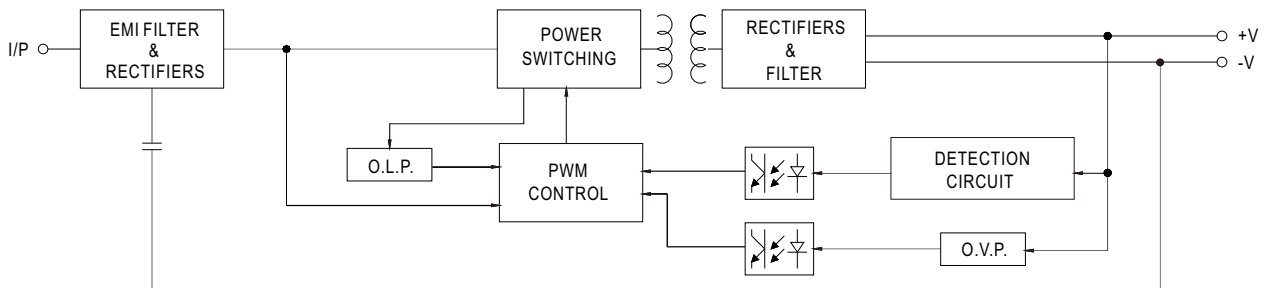 I/P
EMI FILTER
&
RECTIFIERS
POWER
SWITCHING
RECTIFIERS
&
FILTER
+V
-V
O.L.P.
PWM
CONTROL
DETECTION
CIRCUIT
O.V.P.